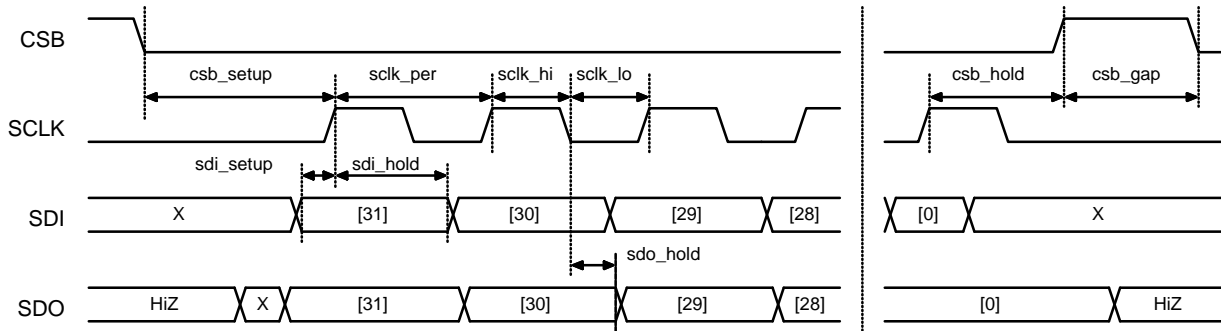 CSB
csb_setup sclk_per sclk_hi sclk_lo csb_hold csb_gap
SCLK
sdi_setup sdi_hold
SDI X [31] [30] [29] [28] [0] X
sdo_hold
SDO HiZ X [31] [30] [29] [28] [0] HiZ